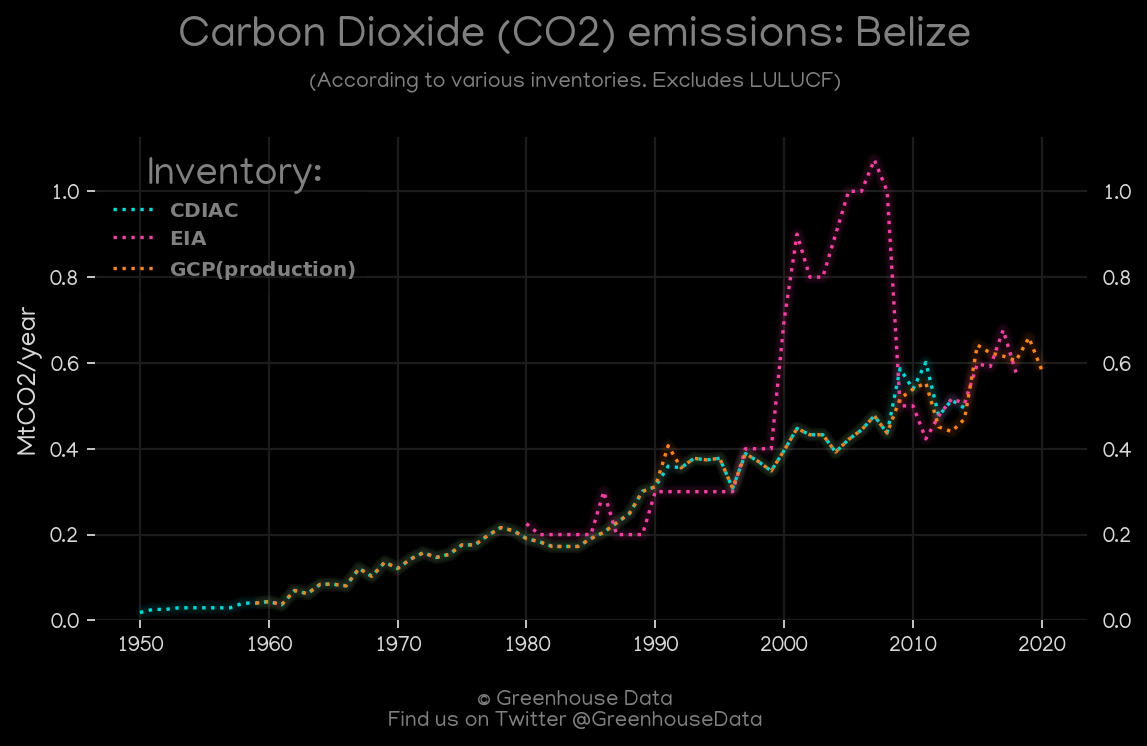 Carbon Dioxide (CO2) emissions: Belize
(According to various inventories. Excludes LULUCF)
Inventory:
CDIAC
EIA
GCP(production)
MtCO2/year
1.0
0.8
0.6
0.4
0.2
0.0
1.0
0.8
0.6
0.4
0.2
0.0
1950 1960 1970 1980 1990 2000 2010 2020
© Greenhouse Data
Find us on Twitter @GreenhouseData